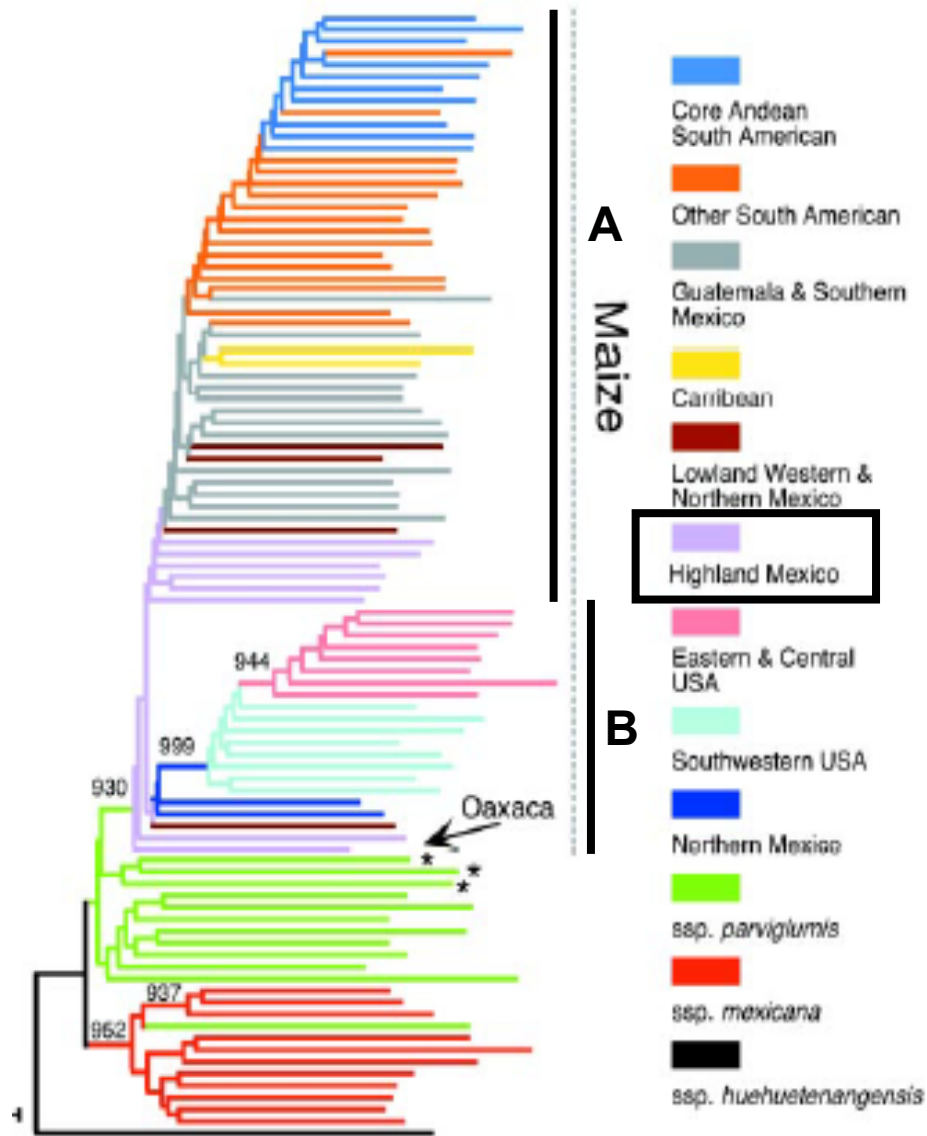 A
Maize
B
944
999
930
Oaxaca
*
*
*
937
962
Core Andean
South American
Other South American
Guatemala & Southern
Mexico
Carribean
Lowland Western &
Northern Mexico
Highland Mexico
Eastern & Central
USA
Southwestern USA
Northern Mexico
ssp. parviglumis
ssp. mexicana
ssp. huehuetenangensis